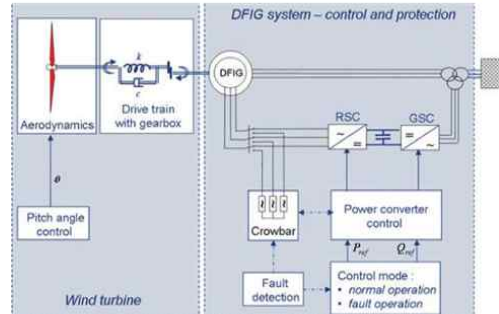 DFIG system – control and protection
k
c
DFIG
Aerodynamics
Drive train
with gearbox
RSC
GSC
~
=
=
~
θ
Pitch angle
control
Crowbar
Power converter
control
Pref
Qref
Fault
detection
Control mode :
• normal operation
• fault operation
Wind turbine